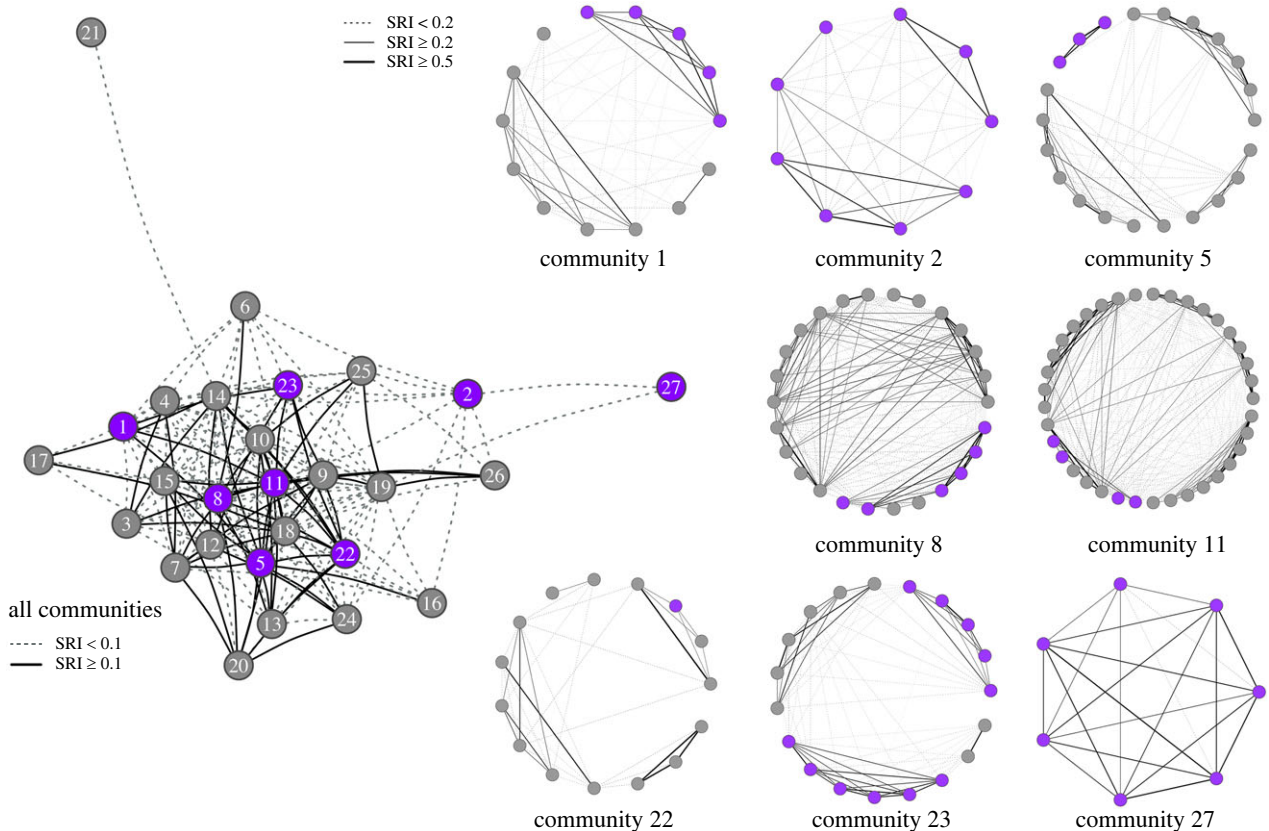 21
SRI < 0.2
SRI ≥ 0.2
SRI ≥ 0.5
community 1
community 2
community 5
6
25
23
2
27
4
14
1
10
17
9
26
15
11
19
8
3
18
12
22
7
5
16
24
13
20
all communities
SRI < 0.1
SRI ≥ 0.1
community 8
community 11
community 22
community 23
community 27